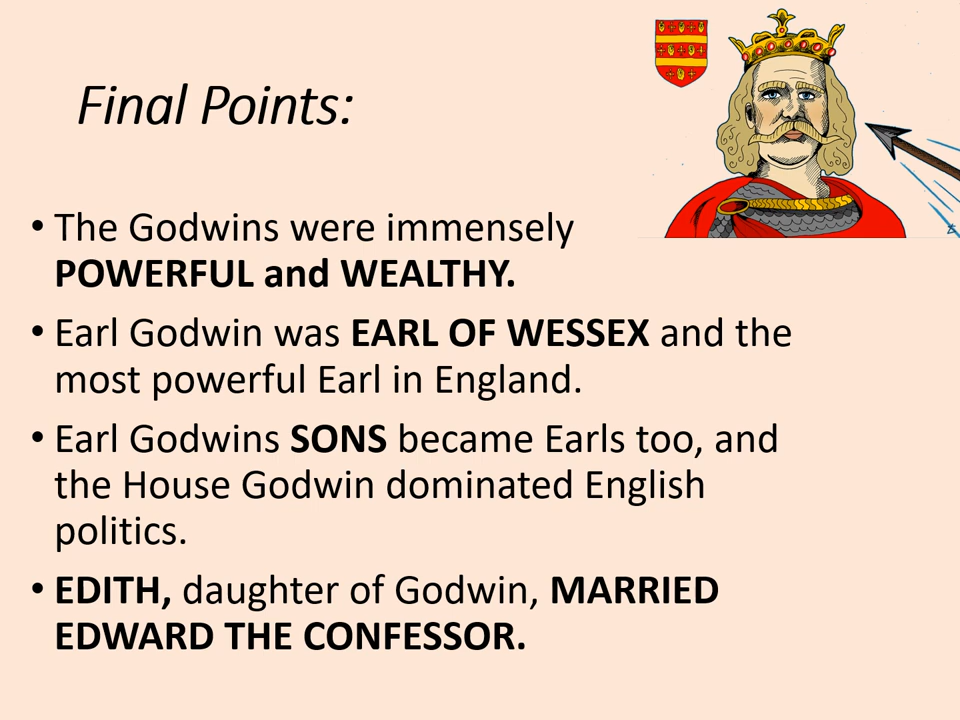 Final Points:
• The Godwins were immensely
POWERFUL and WEALTHY.
• Earl Godwin was EARL OF WESSEX and the
most powerful Earl in England.
• Earl Godwins SONS became Earls too, and
the House Godwin dominated English
politics.
• EDITH, daughter of Godwin, MARRIED
EDWARD THE CONFESSOR.